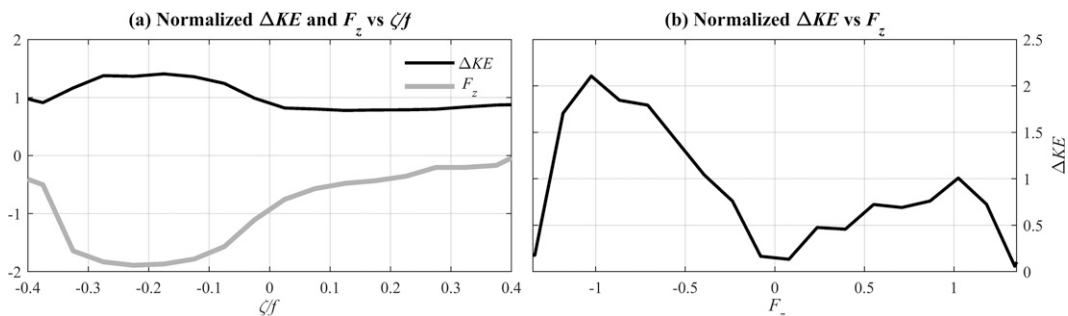 (a) Normalized ΔKE and F_z vs ζ/f
2
1
0
-1
-2
-0.4 -0.3 -0.2 -0.1 0 0.1 0.2 0.3 0.4
ζ/f
ΔKE
F_z
(b) Normalized ΔKE vs F_z
2.5
2
1.5
1
0.5
0
ΔKE
-1 -0.5 0 0.5 1
F_z